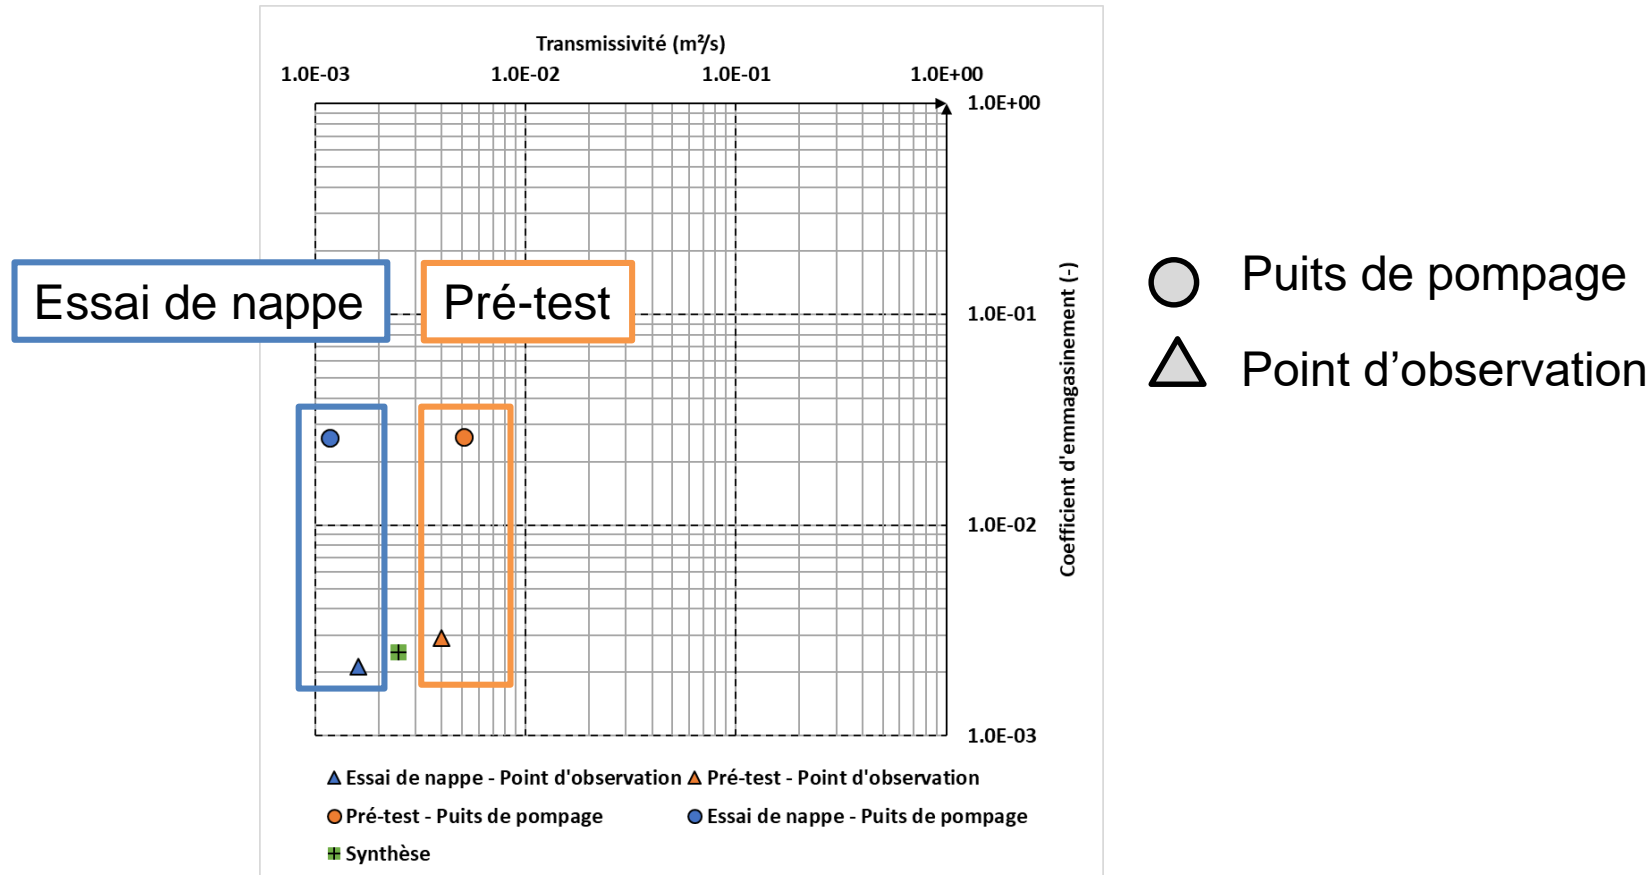 Transmissivité (m²/s)
1.0E-03 1.0E-02 1.0E-01 1.0E+00
1.0E+00
Essai de nappe
Pré-test
1.0E-01
1.0E-02
1.0E-03
Coefficient d'emmagasinement (-)
Puits de pompage
Point d’observation
Essai de nappe - Point d'observation Pré-test - Point d'observation
Pré-test - Puits de pompage Essai de nappe - Puits de pompage
Synthèse